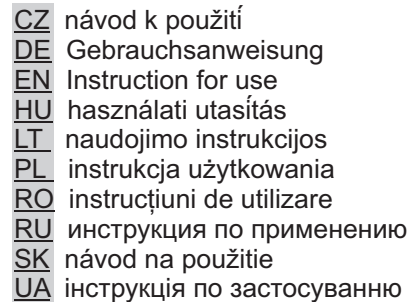 CZ návod k použití
DE Gebrauchsanweisung
EN Instruction for use
HU használati utasítás
LT naudojimo instrukcijos
PL instrukcja użytkowania
RO instrucțiuni de utilizare
RU инструкция по применению
SK návod na použitie
UA інструкція по застосуванню